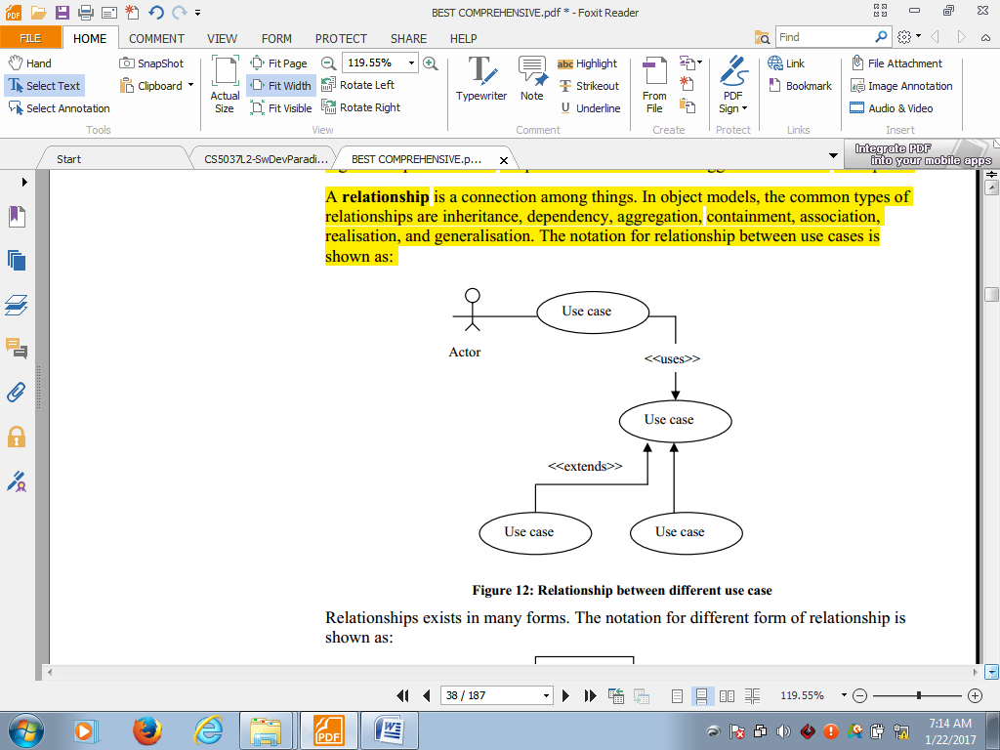 BEST COMPREHENSIVE.pdf * - Foxit Reader
FILE HOME COMMENT VIEW FORM PROTECT SHARE HELP
Find
Hand
Select Text
Select Annotation
SnapShot
Clipboard
Tools
Actual
Size
Fit Page
Fit Width
Fit Visible
119.55%
Rotate Left
Rotate Right
View
Typewriter
Note
abc Highlight
T Strikeout
U Underline
Comment
From
File
Create
PDF
Sign
Protect
Link
Bookmark
Links
File Attachment
Image Annotation
Audio & Video
Insert
Start
CS5037L2-SwDevParadi...
BEST COMPREHENSIVE.p...
Integrate PDF
into your mobile apps
A relationship is a connection among things. In object models, the common types of
relationships are inheritance, dependency, aggregation, containment, association,
realisation, and generalisation. The notation for relationship between use cases is
shown as:
Use case
Actor
<<uses>>
Use case
<<extends>>
Use case
Use case
Figure 12: Relationship between different use case
Relationships exists in many forms. The notation for different form of relationship is
shown as:
38 / 187
119.55%
PDF
7:14 AM
1/22/2017